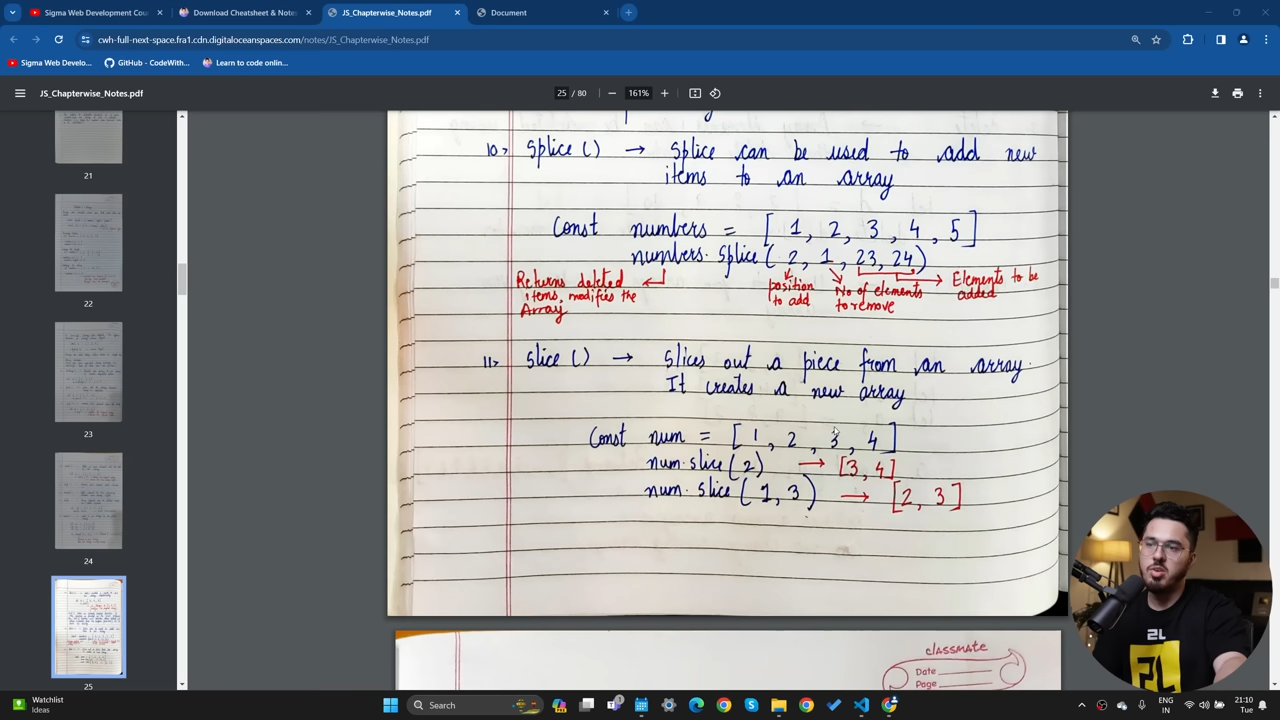 Sigma Web Development Cou
Download Cheatsheet & Note
JS_Chapterwise_Notes.pdf
Document
cwh-full-next-space.fra1.cdn.digitaloceanspaces.com/notes/JS_Chapterwise_Notes.pdf
Sigma Web Develo...
GitHub - CodeWith...
Learn to code onlin...
JS_Chapterwise_Notes.pdf
25 / 80
161%
21
22
23
24
25
10> Splice () → Splice can be used to add new
items to an array
Const numbers = [ 1, 2, 3, 4, 5 ]
numbers. Splice ( 2, 1, 23, 24)
Returns deleted
items, modifies the
Array
position
to add
No of elements
to remove
Elements to be
added
11> Slice () → Slices out a piece from an array.
It creates a new array
Const num = [ 1, 2, 3, 4 ]
num.slice (2) → [3, 4]
num. slice ( 1, 3 ) → [2, 3]
classmate
Date
Page
Watchlist
Ideas
Search
ENG
IN
21:10
Tue